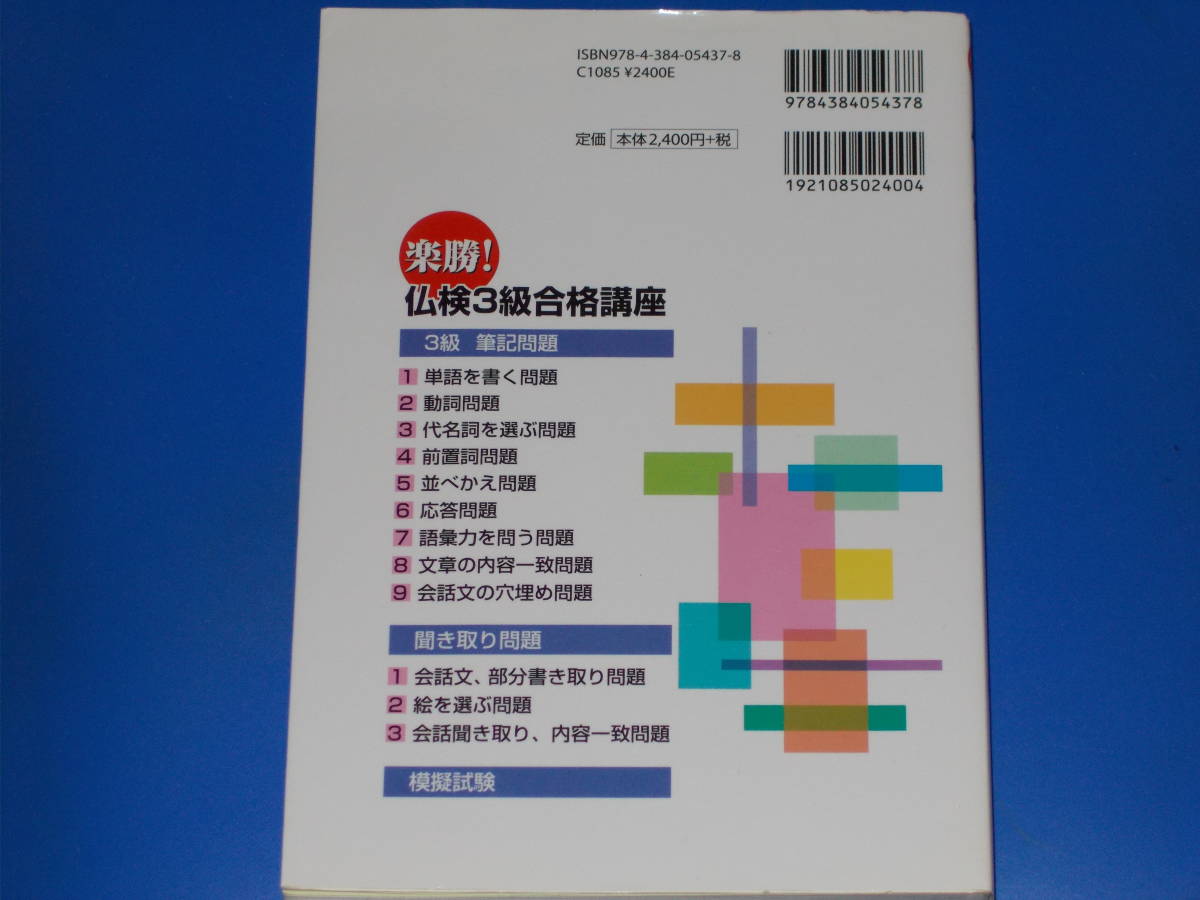 ISBN978-4-384-05437-8
C1085 ¥2400E
9784384054378
定価 本体2,400円+税
1921085024004
楽勝!
仏検3級合格講座
3級 筆記問題
1 単語を書く問題
2 動詞問題
3 代名詞を選ぶ問題
4 前置詞問題
5 並べかえ問題
6 応答問題
7 語彙力を問う問題
8 文章の内容一致問題
9 会話文の穴埋め問題
聞き取り問題
1 会話文、部分書き取り問題
2 絵を選ぶ問題
3 会話聞き取り、内容一致問題
模擬試験